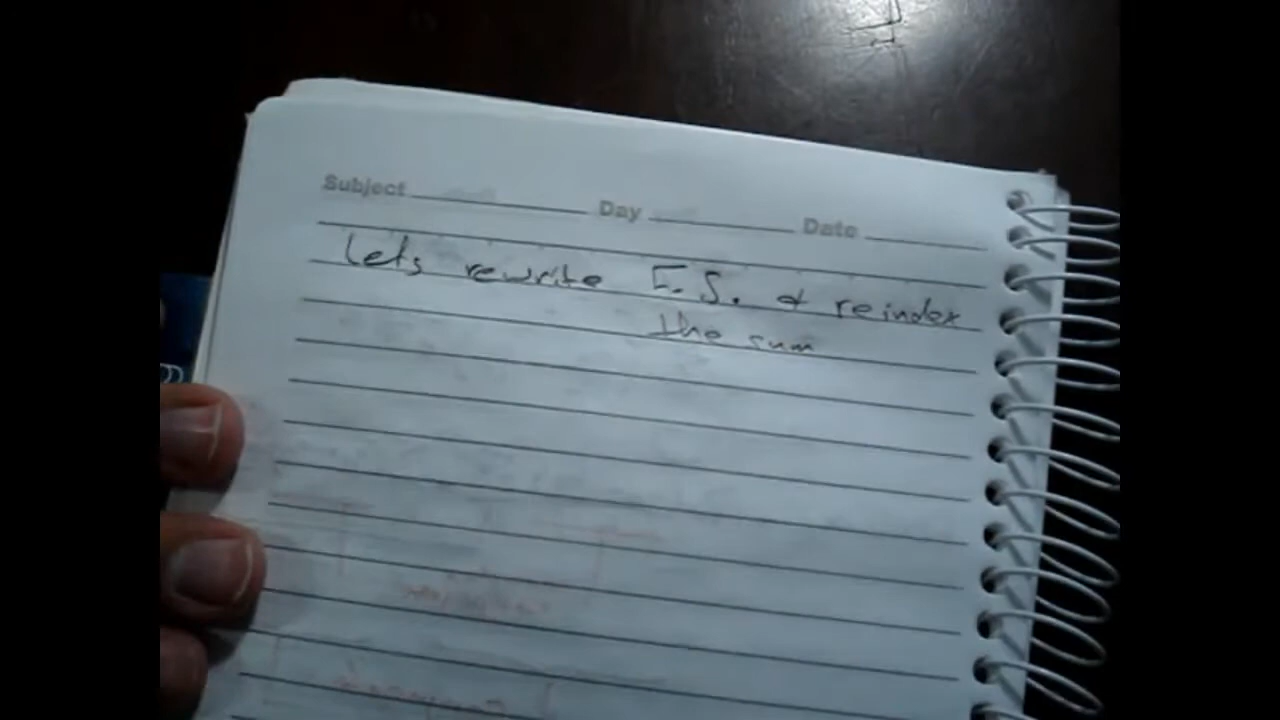 Subject Day Date
Lets rewrite F.S. & reindex
the sum